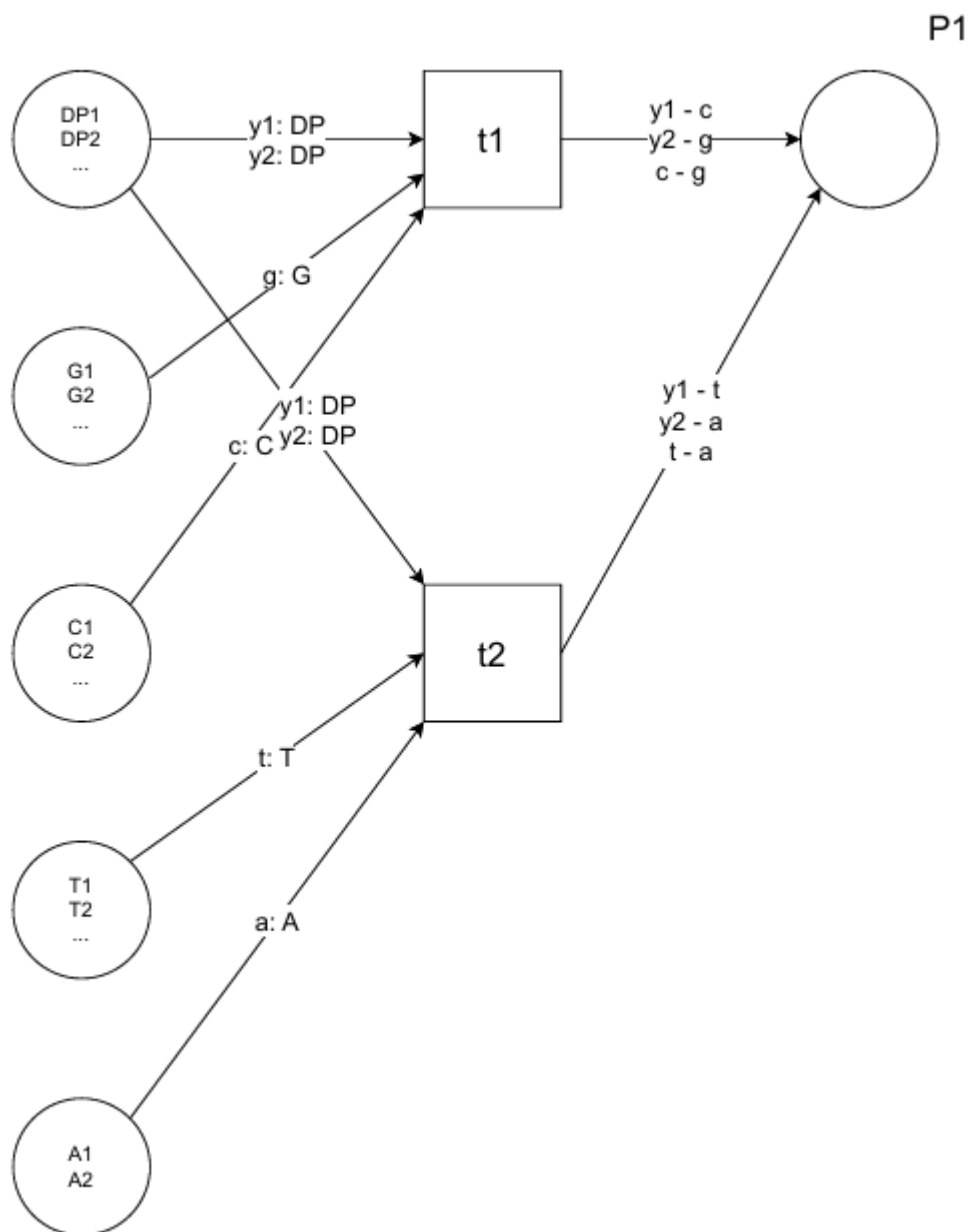 P1
DP1
DP2
...
y1: DP
y2: DP
t1
y1 - c
y2 - g
c - g
g: G
G1
G2
...
y1: DP
y2: DP
c: C
y1 - t
y2 - a
t - a
C1
C2
...
t2
t: T
T1
T2
...
a: A
A1
A2